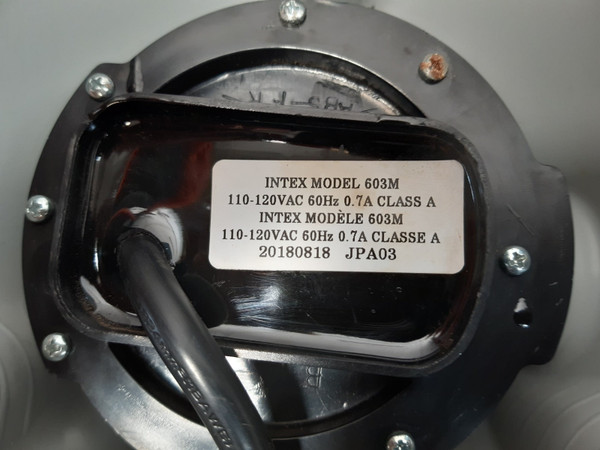 INTEX MODEL 603M
110-120VAC 60Hz 0.7A CLASS A
INTEX MODÈLE 603M
110-120VAC 60Hz 0.7A CLASSE A
20180818 JPA03